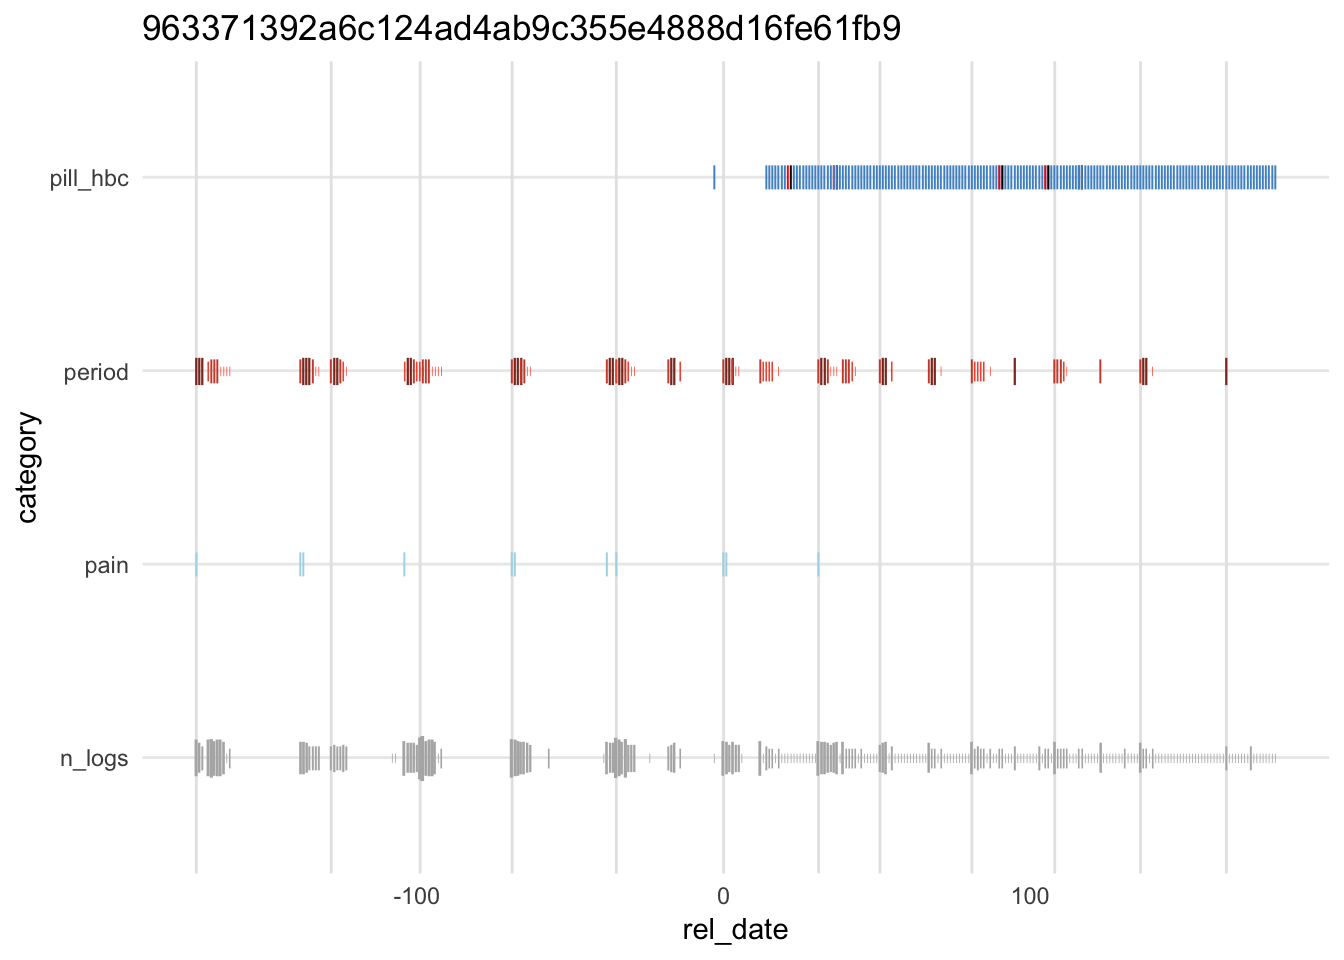 963371392a6c124ad4ab9c355e4888d16fe61fb9
pill_hbc
period
pain
n_logs
category
-100 0 100
rel_date